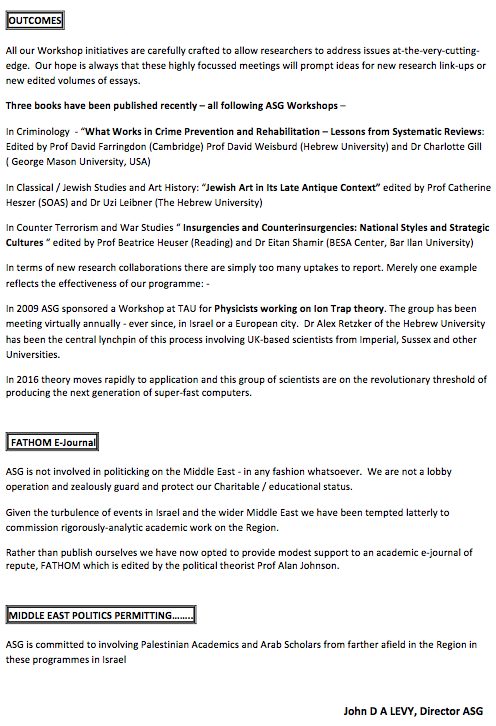 OUTCOMES
All our Workshop initiatives are carefully crafted to allow researchers to address issues at-the-very-cutting-
edge.  Our hope is always that these highly focussed meetings will prompt ideas for new research link-ups or
new edited volumes of essays.
Three books have been published recently – all following ASG Workshops –
In Criminology  - “What Works in Crime Prevention and Rehabilitation – Lessons from Systematic Reviews:
Edited by Prof David Farringdon (Cambridge) Prof David Weisburd (Hebrew University) and Dr Charlotte Gill
( George Mason University, USA)
In Classical / Jewish Studies and Art History: “Jewish Art in Its Late Antique Context” edited by Prof Catherine
Heszer (SOAS) and Dr Uzi Leibner (The Hebrew University)
In Counter Terrorism and War Studies “ Insurgencies and Counterinsurgencies: National Styles and Strategic
Cultures “ edited by Prof Beatrice Heuser (Reading) and Dr Eitan Shamir (BESA Center, Bar Ilan University)
In terms of new research collaborations there are simply too many uptakes to report. Merely one example
reflects the effectiveness of our programme: -
In 2009 ASG sponsored a Workshop at TAU for Physicists working on Ion Trap theory. The group has been
meeting virtually annually - ever since, in Israel or a European city.  Dr Alex Retzker of the Hebrew University
has been the central lynchpin of this process involving UK-based scientists from Imperial, Sussex and other
Universities.
In 2016 theory moves rapidly to application and this group of scientists are on the revolutionary threshold of
producing the next generation of super-fast computers.
FATHOM E-Journal
ASG is not involved in politicking on the Middle East - in any fashion whatsoever.  We are not a lobby
operation and zealously guard and protect our Charitable / educational status.
Given the turbulence of events in Israel and the wider Middle East we have been tempted latterly to
commission rigorously-analytic academic work on the Region.
Rather than publish ourselves we have now opted to provide modest support to an academic e-journal of
repute, FATHOM which is edited by the political theorist Prof Alan Johnson.
MIDDLE EAST POLITICS PERMITTING……..
ASG is committed to involving Palestinian Academics and Arab Scholars from farther afield in the Region in
these programmes in Israel
John D A LEVY, Director ASG